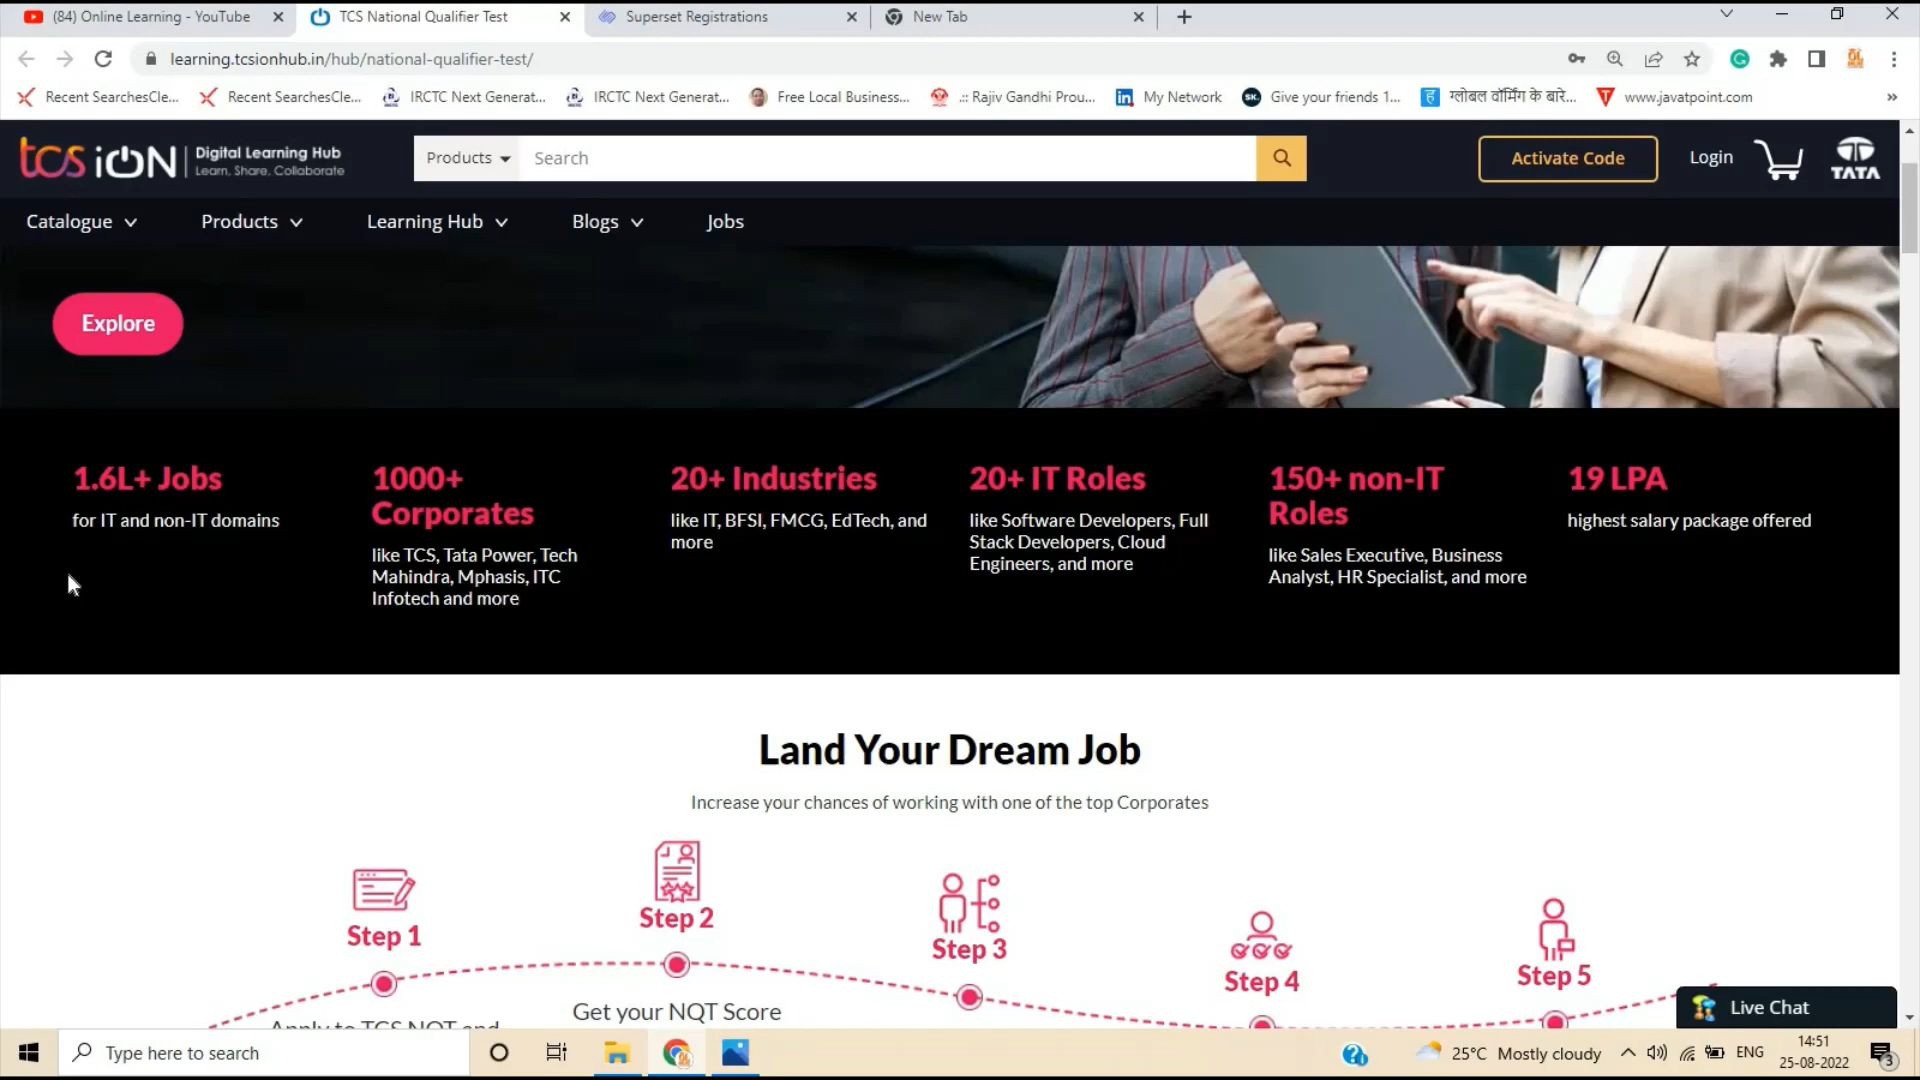 (84) Online Learning - YouTube
TCS National Qualifier Test
Superset Registrations
New Tab
learning.tcsionhub.in/hub/national-qualifier-test/
Recent SearchesCle...
Recent SearchesCle...
IRCTC Next Generat...
IRCTC Next Generat...
Free Local Business...
.:: Rajiv Gandhi Prou...
in My Network
SK. Give your friends 1...
ह ग्लोबल वॉर्मिंग के बारे...
www.javatpoint.com
»
tcs iON Digital Learning Hub
Learn. Share. Collaborate
Products
Search
Activate Code
Login
TATA
Catalogue
Products
Learning Hub
Blogs
Jobs
Explore
1.6L+ Jobs
for IT and non-IT domains
1000+
Corporates
like TCS, Tata Power, Tech
Mahindra, Mphasis, ITC
Infotech and more
20+ Industries
like IT, BFSI, FMCG, EdTech, and
more
20+ IT Roles
like Software Developers, Full
Stack Developers, Cloud
Engineers, and more
150+ non-IT
Roles
like Sales Executive, Business
Analyst, HR Specialist, and more
19 LPA
highest salary package offered
Land Your Dream Job
Increase your chances of working with one of the top Corporates
Step 1
Step 2
Step 3
Step 4
Step 5
Apply to TCS NQT and
Get your NQT Score
Live Chat
Type here to search
25°C Mostly cloudy
ENG
14:51
25-08-2022
3